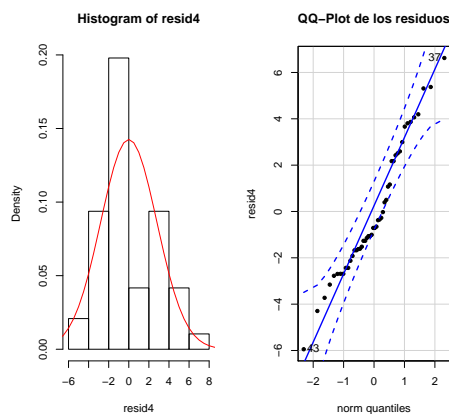 Histogram of resid4
Density
0.00 0.05 0.10 0.15 0.20
-6 -4 -2 0 2 4 6 8
resid4
QQ−Plot de los residuos
resid4
-6 -4 -2 0 2 4 6
37
43
-2 -1 0 1 2
norm quantiles